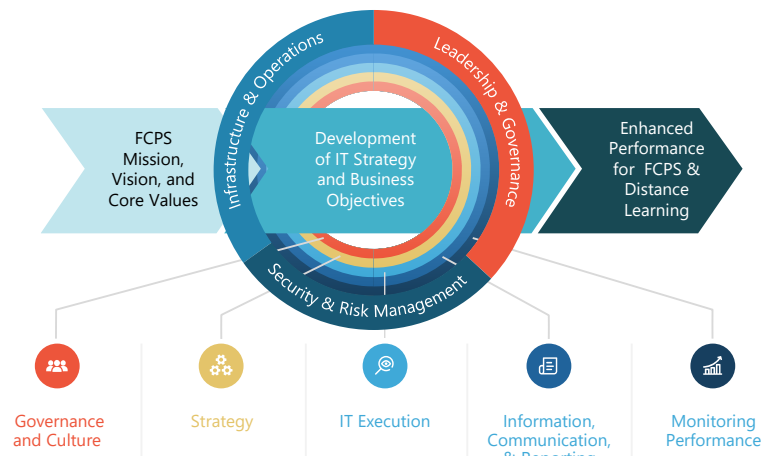 Infrastructure & Operations
Leadership & Governance
Security & Risk Management
FCPS
Mission,
Vision, and
Core Values
Development
of IT Strategy
and Business
Objectives
Enhanced
Performance
for FCPS &
Distance
Learning
Governance
and Culture
Strategy
IT Execution
Information,
Communication,
& Reporting
Monitoring
Performance